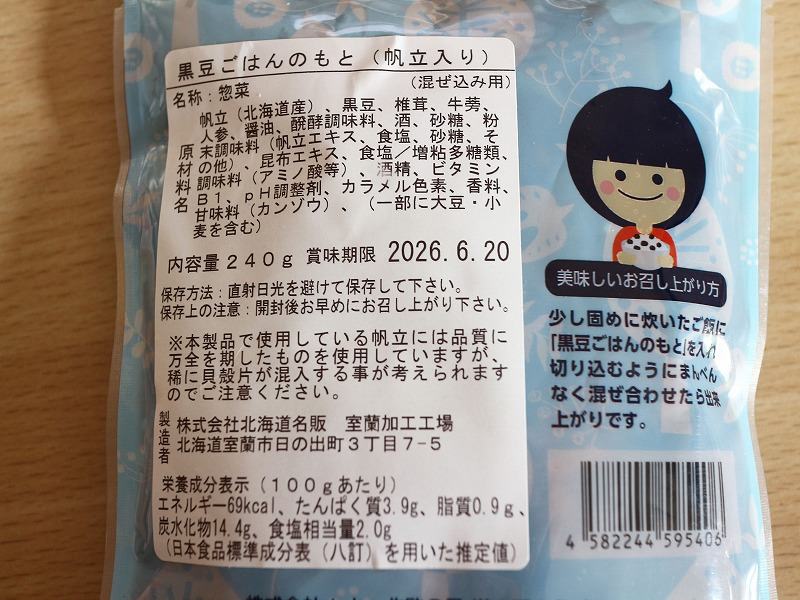 黒豆ごはんのもと（帆立入り）
（混ぜ込み用）
名称：惣菜
原材料名
帆立（北海道産）、黒豆、椎茸、牛蒡、
人参、醤油、醗酵調味料、酒、砂糖、粉
末調味料（帆立エキス、食塩、砂糖、そ
の他）、昆布エキス、食塩／増粘多糖類、
調味料（アミノ酸等）、酒精、ビタミン
B1、pH調整剤、カラメル色素、香料、
甘味料（カンゾウ）、（一部に大豆・小
麦を含む）
内容量240g 賞味期限 2026.6.20
保存方法：直射日光を避けて保存して下さい。
保存上の注意：開封後お早めにお召し上がり下さい。
※本製品で使用している帆立には品質に
万全を期したものを使用していますが、
稀に貝殻片が混入する事が考えられます
のでご注意ください。
製造者
株式会社北海道名販 室蘭加工工場
北海道室蘭市日の出町3丁目7-5
栄養成分表示（100gあたり）
エネルギー69kcal、たんぱく質3.9g、脂質0.9g、
炭水化物14.4g、食塩相当量2.0g
（日本食品標準成分表（八訂）を用いた推定値）
美味しいお召し上がり方
少し固めに炊いたご飯に
「黒豆ごはんのもと」を入れ
切り込むようにまんべん
なく混ぜ合わせたら出来
上がりです。
4 582244 595406